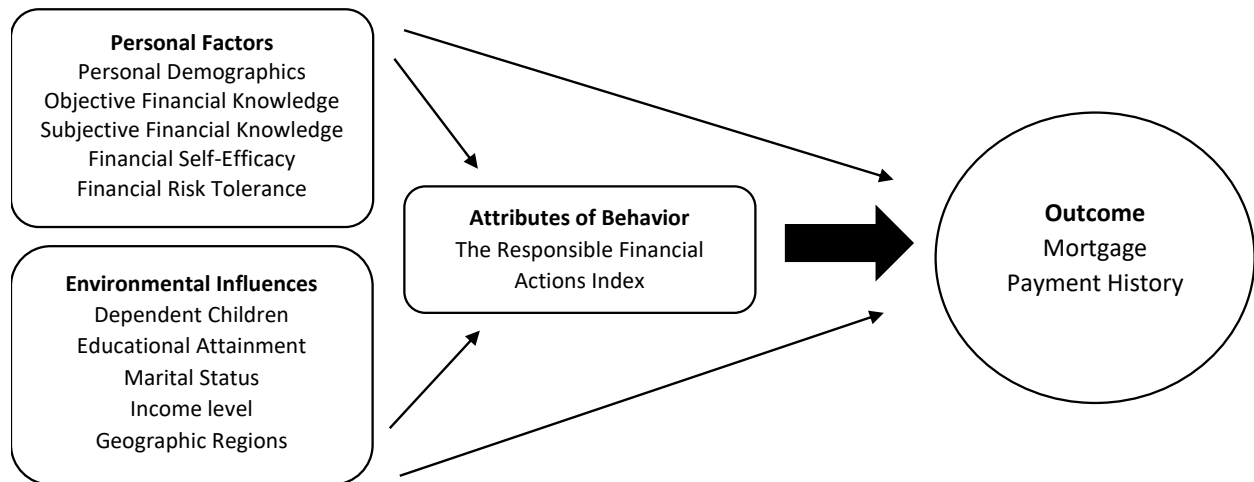 Personal Factors
Personal Demographics
Objective Financial Knowledge
Subjective Financial Knowledge
Financial Self-Efficacy
Financial Risk Tolerance
Environmental Influences
Dependent Children
Educational Attainment
Marital Status
Income level
Geographic Regions
Attributes of Behavior
The Responsible Financial
Actions Index
Outcome
Mortgage
Payment History